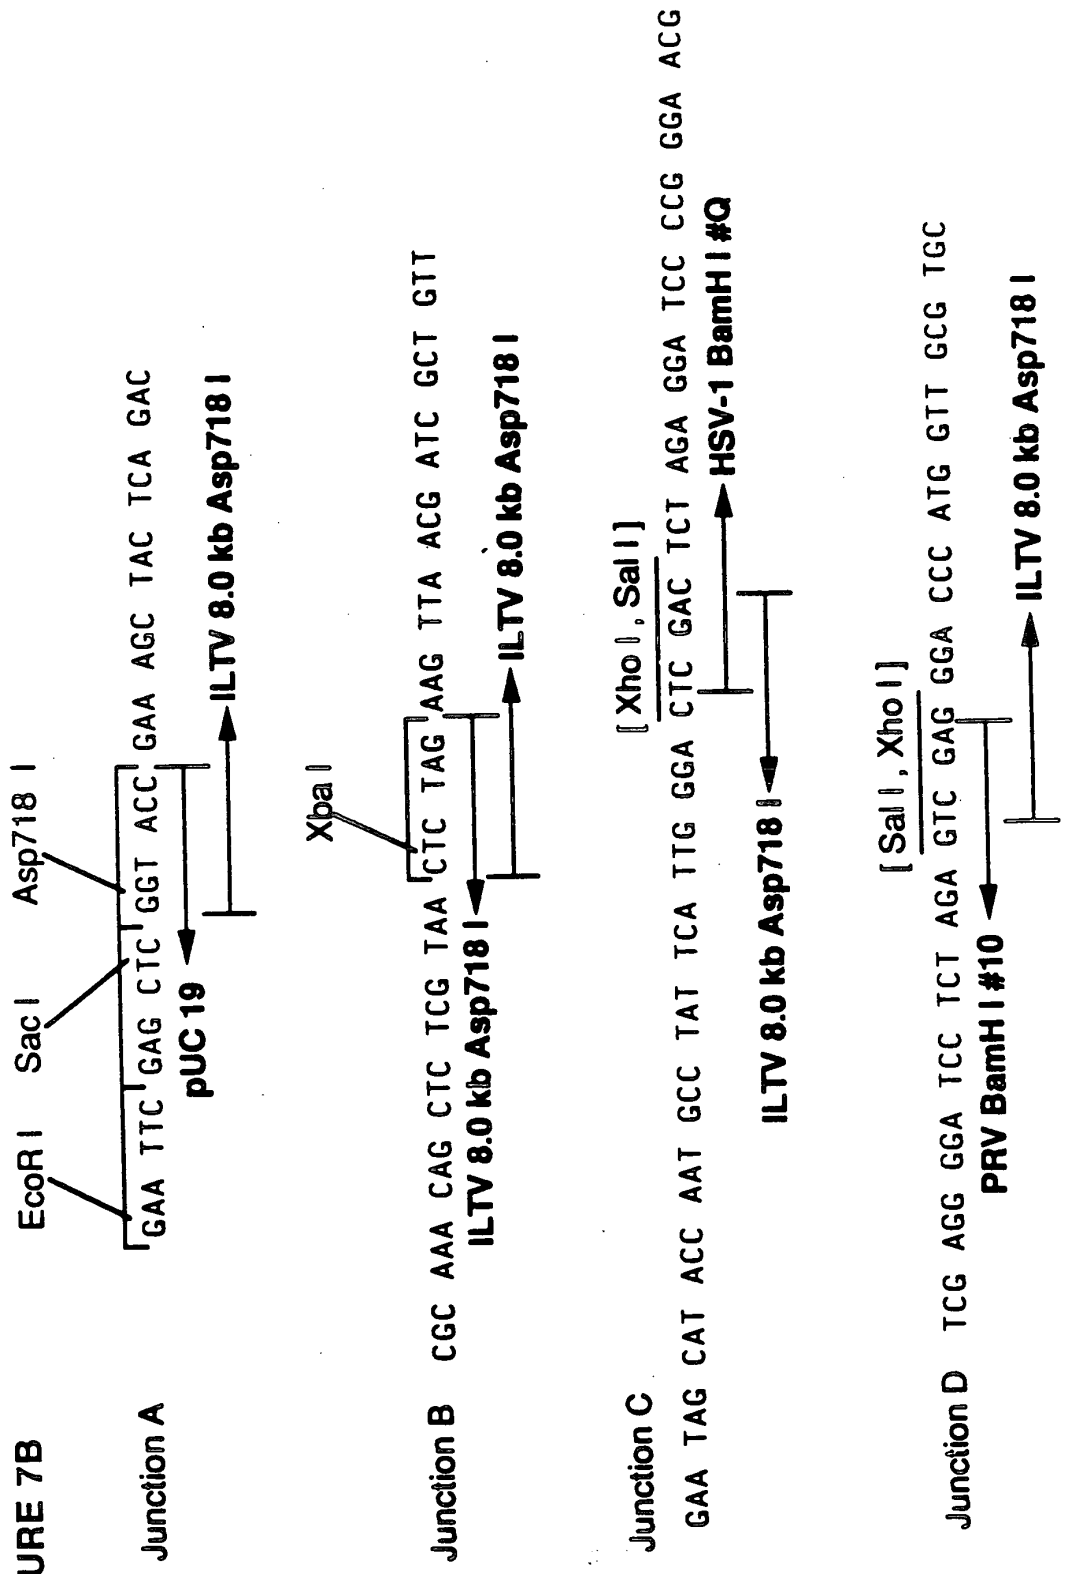 URE 7B
EcoR I Sac I Asp718 I
Junction A GAA TTC GAG CTC GGT ACC GAA AGC TAC TCA GAC
pUC 19
ILTV 8.0 kb Asp718 I
Xba I
Junction B CGC AAA CAG CTC TCG TAA CTC TAG AAG TTA ACG ATC GCT GTT
ILTV 8.0 kb Asp718 I
ILTV 8.0 kb Asp718 I
Junction C [Xho I, Sal I]
GAA TAG CAT ACC AAT GCC TAT TCA TTG GGA CTC GAC TCT AGA GGA TCC CCG GGA ACG
HSV-1 BamH I #Q
ILTV 8.0 kb Asp718 I
[Sal I, Xho I]
Junction D TCG AGG GGA TCC TCT AGA GTC GAG GGA CCC ATG GTT GCG TGC
PRV BamH I #10
ILTV 8.0 kb Asp718 I